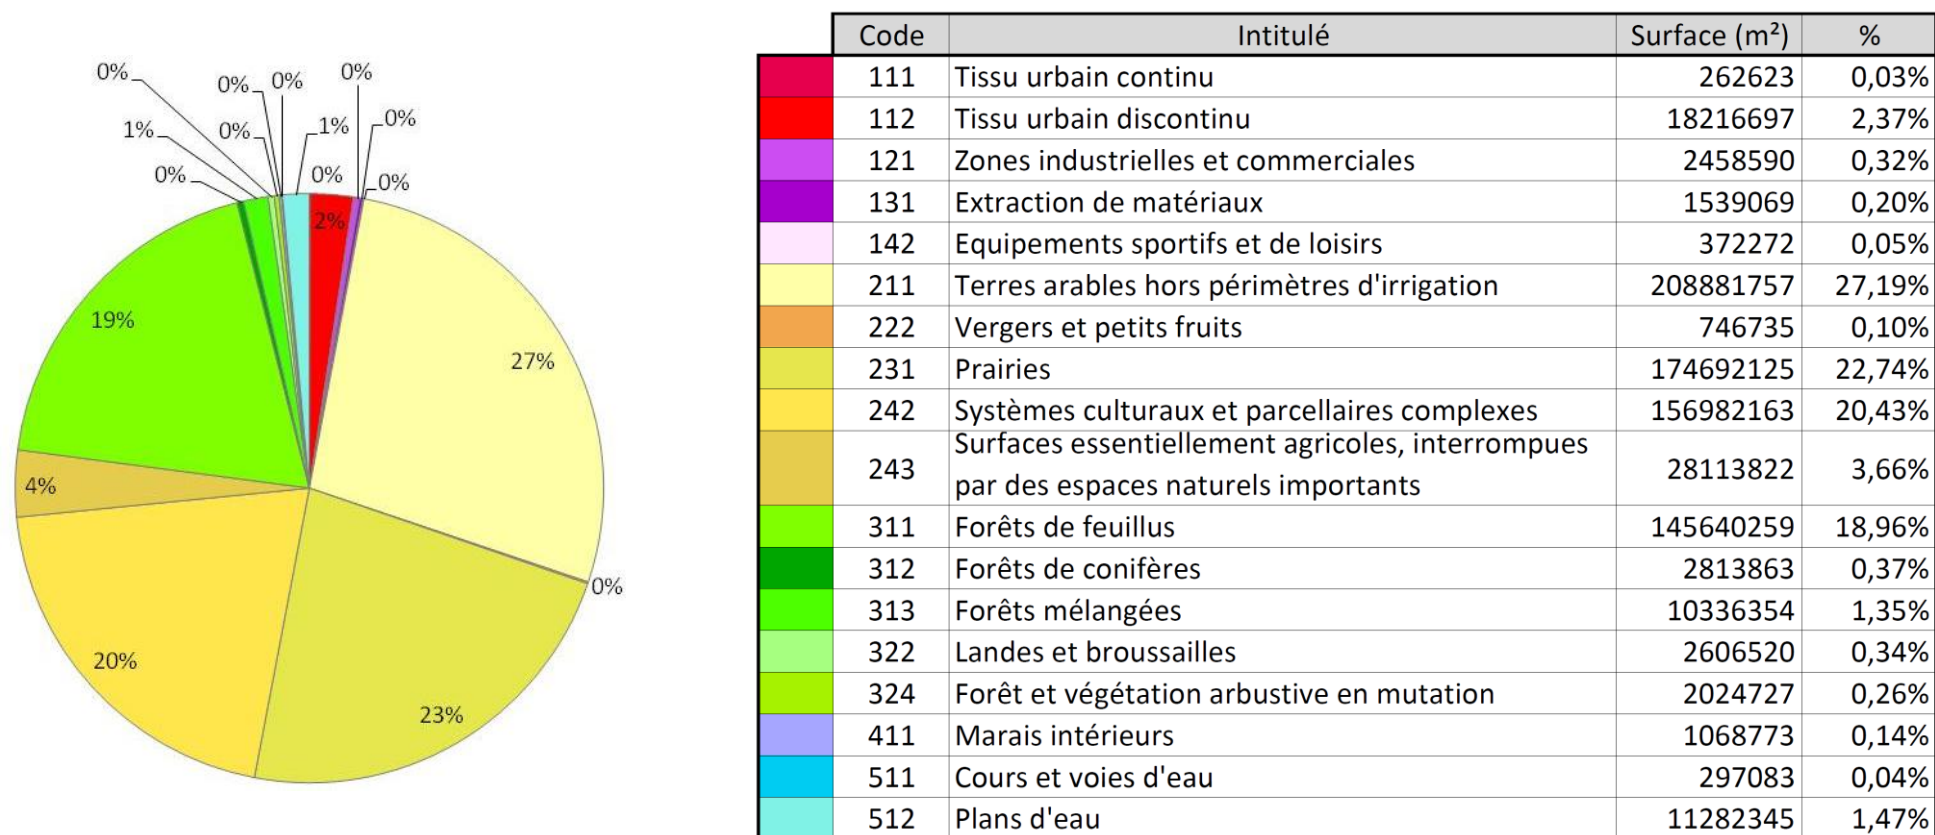 0%
0%
0%
0%
1%
0%
1%
0%
0%
0%
0%
2%
19%
27%
4%
0%
20%
23%
Code Intitulé Surface (m²) %
111 Tissu urbain continu 262623 0,03%
112 Tissu urbain discontinu 18216697 2,37%
121 Zones industrielles et commerciales 2458590 0,32%
131 Extraction de matériaux 1539069 0,20%
142 Equipements sportifs et de loisirs 372272 0,05%
211 Terres arables hors périmètres d'irrigation 208881757 27,19%
222 Vergers et petits fruits 746735 0,10%
231 Prairies 174692125 22,74%
242 Systèmes culturaux et parcellaires complexes 156982163 20,43%
243 Surfaces essentiellement agricoles, interrompues
par des espaces naturels importants 28113822 3,66%
311 Forêts de feuillus 145640259 18,96%
312 Forêts de conifères 2813863 0,37%
313 Forêts mélangées 10336354 1,35%
322 Landes et broussailles 2606520 0,34%
324 Forêt et végétation arbustive en mutation 2024727 0,26%
411 Marais intérieurs 1068773 0,14%
511 Cours et voies d'eau 297083 0,04%
512 Plans d'eau 11282345 1,47%